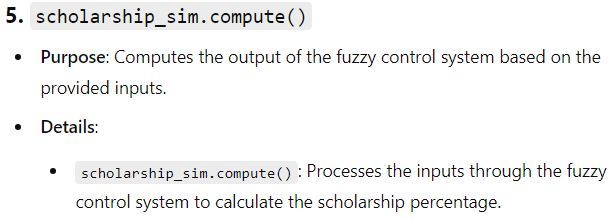 5. scholarship_sim.compute()
• Purpose: Computes the output of the fuzzy control system based on the
provided inputs.
• Details:
• scholarship_sim.compute(): Processes the inputs through the fuzzy
control system to calculate the scholarship percentage.